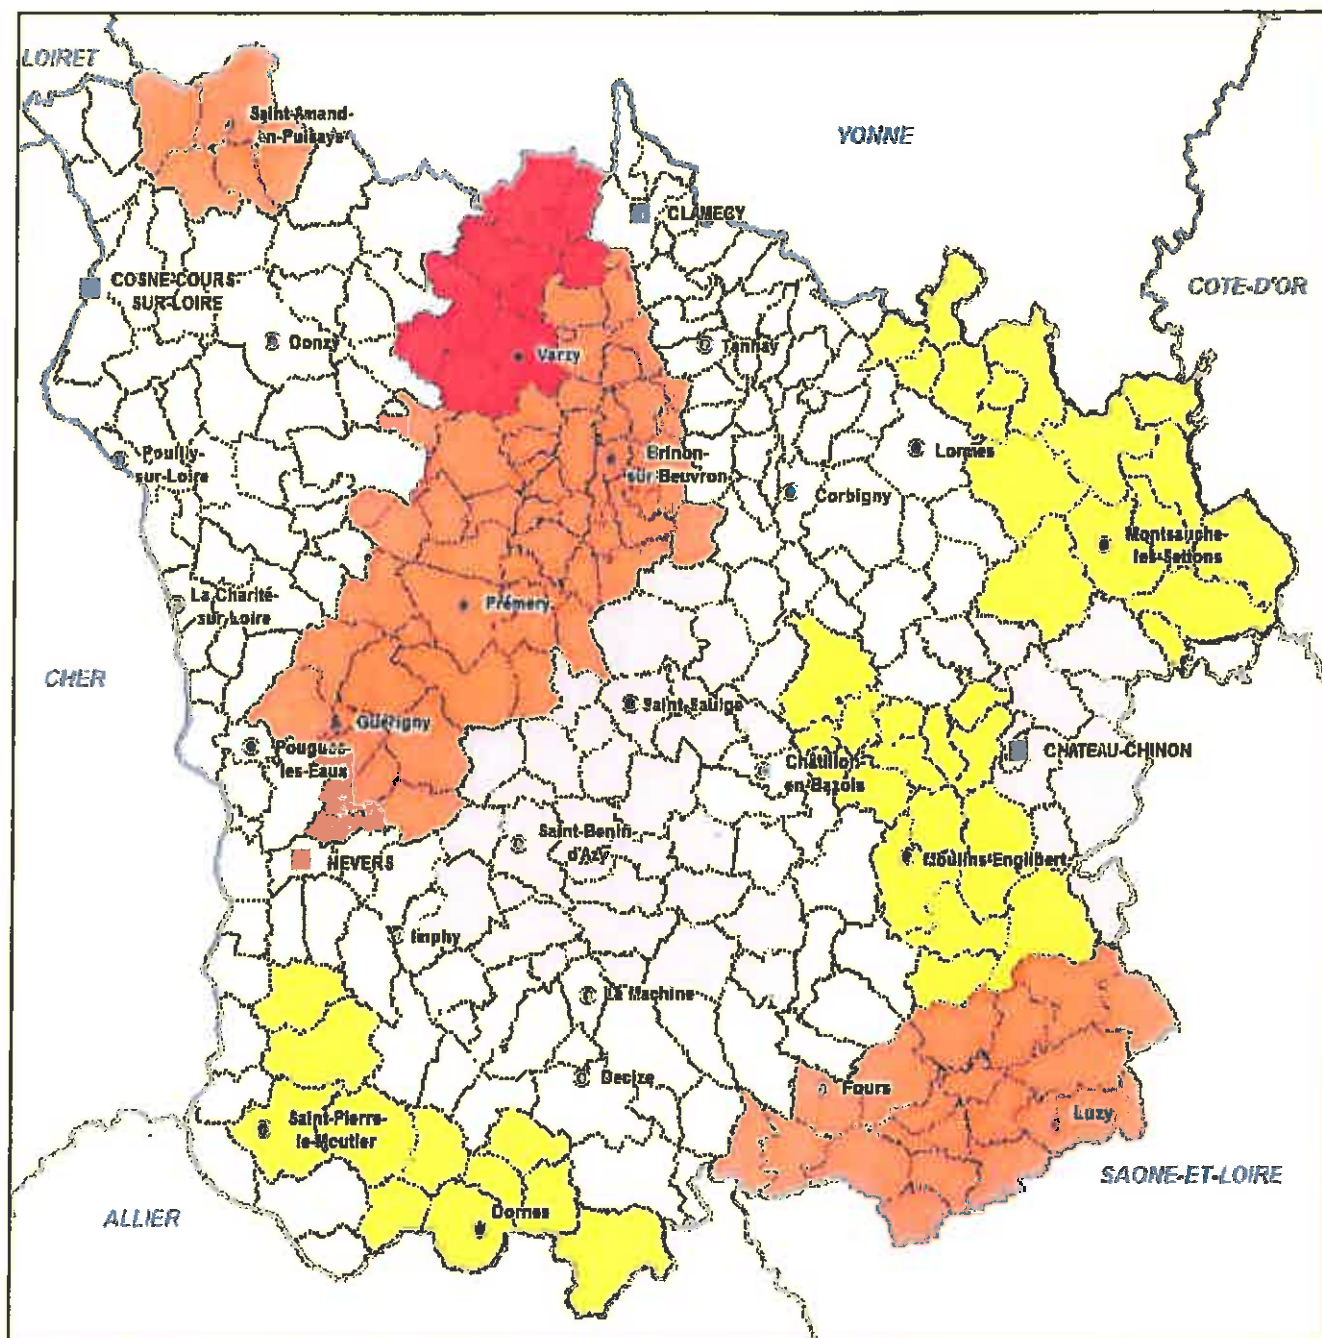 LOIRET
Saint-Amand-
en-Puisaye
YONNE
CLAMECY
COSNE-COURS-
SUR-LOIRE
COTE-D'OR
Donzy
Tannay
Varzy
Pouilly-
sur-Loire
Brinon-
sur Beuvron
Lormes
Corbigny
Montsauche-
les-Settons
La Charité-
sur-Loire
Prémery
CHER
Saint-Saulge
Guérigny
Pougues-
les-Eaux
CHATEAU-CHINON
Châtillon-
en-Bazois
Saint-Benin-
d'Azy
NEVERS
Moulins-Engilbert
Imphy
La Machine
Decize
Fours
Luzy
Saint-Pierre-
le-Moutier
SAONE-ET-LOIRE
ALLIER
Dornes